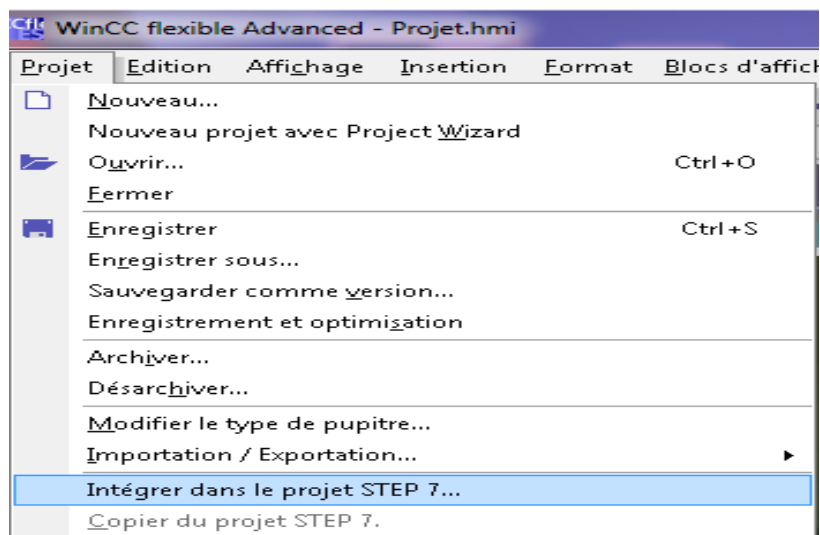 WinCC flexible Advanced - Projet.hmi
Projet Edition Affichage Insertion Format Blocs d'affich
Nouveau...
Nouveau projet avec Project Wizard
Ouvrir... Ctrl+O
Fermer
Enregistrer Ctrl+S
Enregistrer sous...
Sauvegarder comme version...
Enregistrement et optimisation
Archiver...
Désarchiver...
Modifier le type de pupitre...
Importation / Exportation...
Intégrer dans le projet STEP 7...
Copier du projet STEP 7.